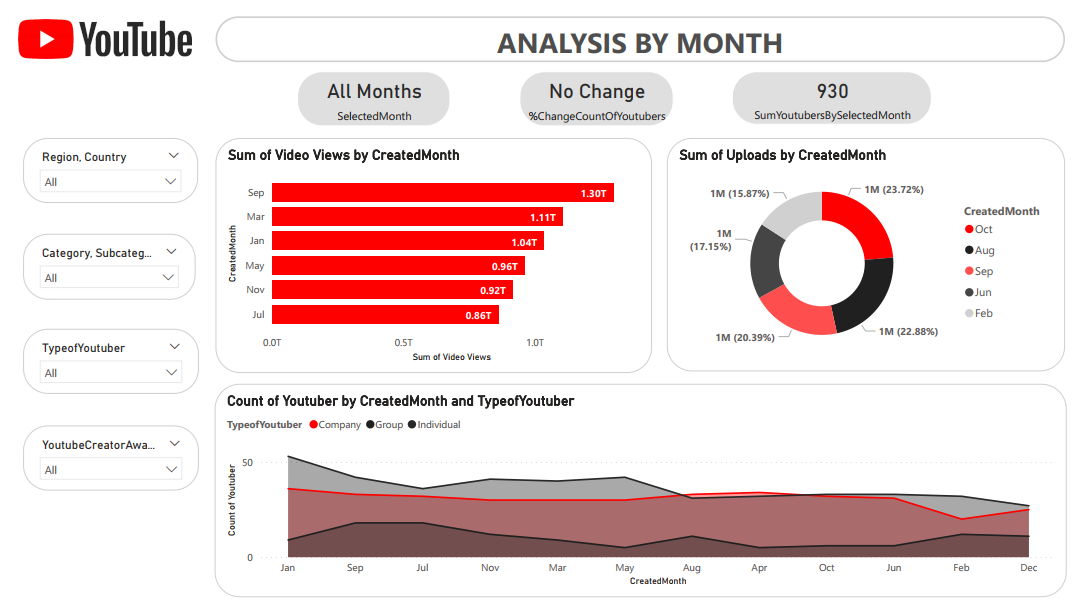 YouTube
ANALYSIS BY MONTH
All Months
SelectedMonth
No Change
%ChangeCountOfYoutubers
930
SumYoutubersBySelectedMonth
Region, Country
All
Category, Subcateg...
All
TypeofYoutuber
All
YoutubeCreatorAwa...
All
Sum of Video Views by CreatedMonth
CreatedMonth
Sep
1.30T
Mar
1.11T
Jan
1.04T
May
0.96T
Nov
0.92T
Jul
0.86T
0.0T 0.5T 1.0T
Sum of Video Views
Sum of Uploads by CreatedMonth
1M (15.87%)
1M (23.72%)
1M
(17.15%)
1M (20.39%)
1M (22.88%)
CreatedMonth
Oct
Aug
Sep
Jun
Feb
Count of Youtuber by CreatedMonth and TypeofYoutuber
TypeofYoutuber Company Group Individual
Count of Youtuber
50
0
Jan Sep Jul Nov Mar May Aug Apr Oct Jun Feb Dec
CreatedMonth